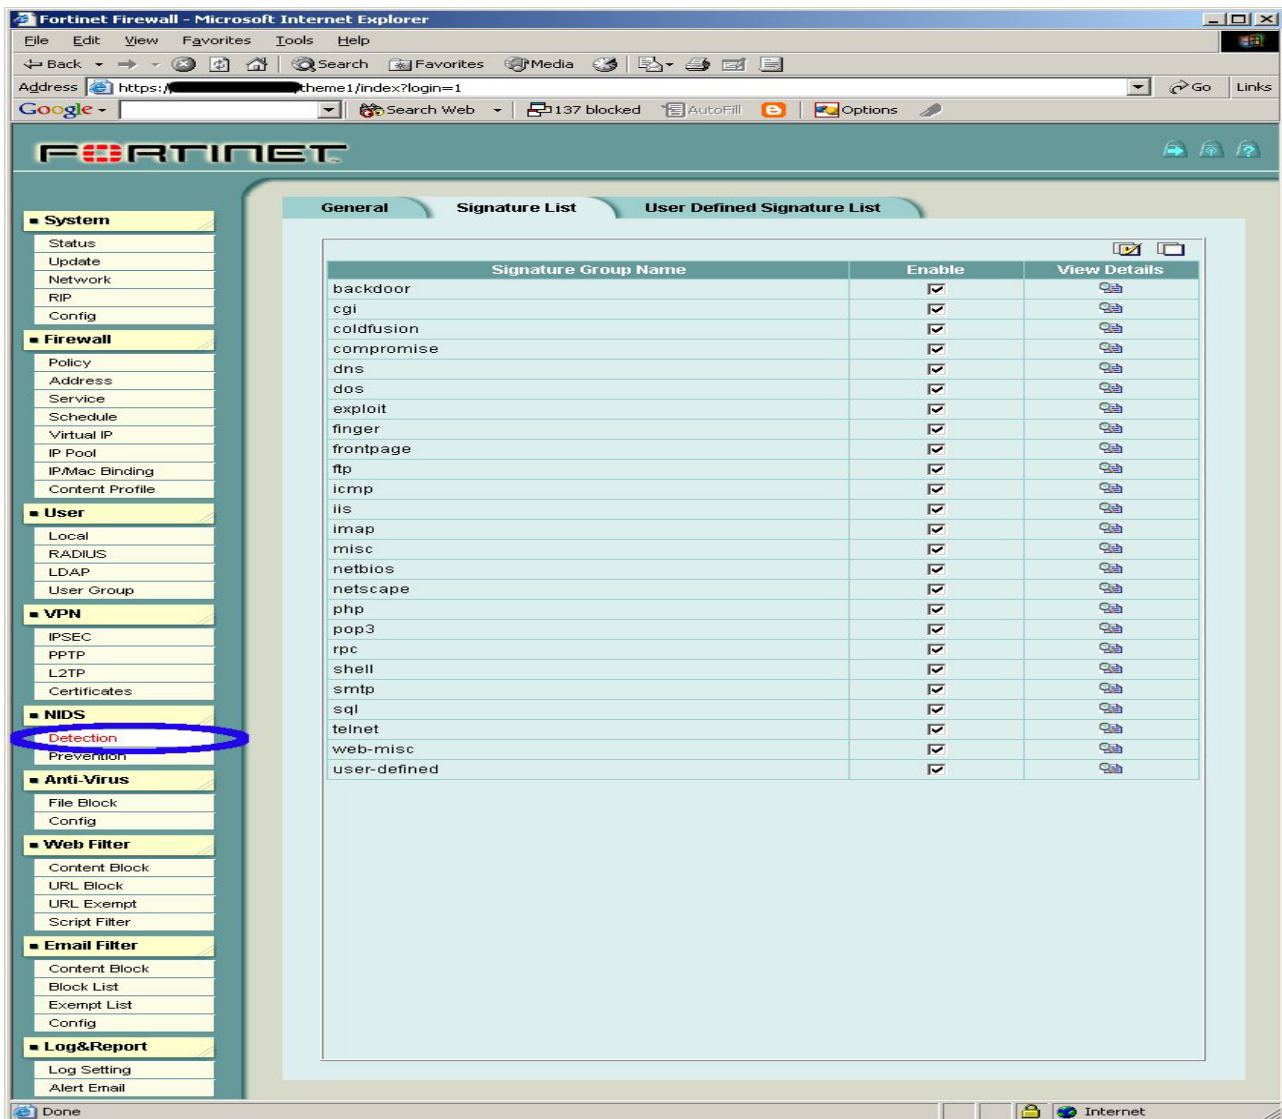 Fortinet Firewall - Microsoft Internet Explorer
File Edit View Favorites Tools Help
Back Search Favorites Media
Address https:/ theme1/index?login=1 Go Links
Google Search Web 137 blocked AutoFill Options
FORTINET
General Signature List User Defined Signature List
System
Status
Update
Network
RIP
Config
Firewall
Policy
Address
Service
Schedule
Virtual IP
IP Pool
IP/Mac Binding
Content Profile
User
Local
RADIUS
LDAP
User Group
VPN
IPSEC
PPTP
L2TP
Certificates
NIDS
Detection
Prevention
Anti-Virus
File Block
Config
Web Filter
Content Block
URL Block
URL Exempt
Script Filter
Email Filter
Content Block
Block List
Exempt List
Config
Log&Report
Log Setting
Alert Email
Signature Group Name Enable View Details
backdoor
cgi
coldfusion
compromise
dns
dos
exploit
finger
frontpage
ftp
icmp
iis
imap
misc
netbios
netscape
php
pop3
rpc
shell
smtp
sql
telnet
web-misc
user-defined
Done Internet